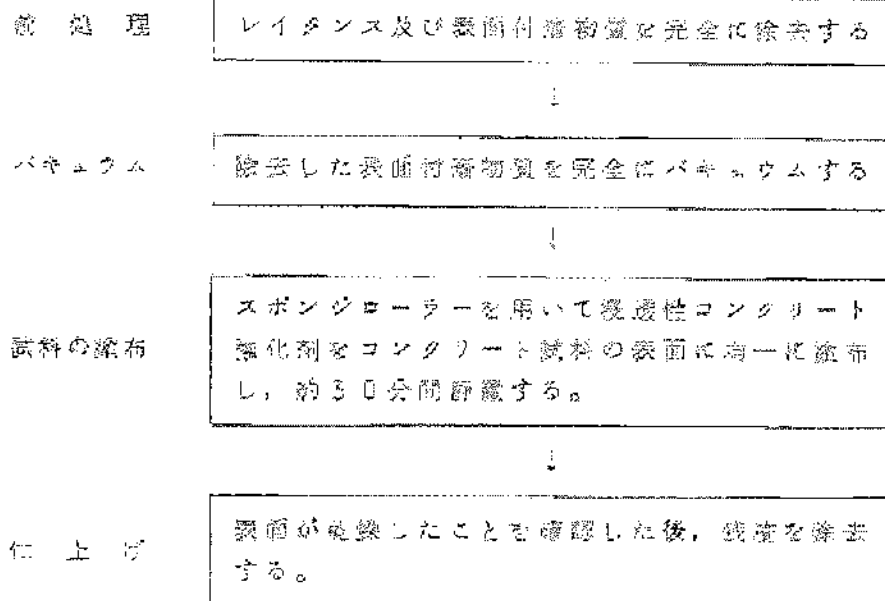 前 処 理
レイタンス及び表面付着物質を完全に除去する
↓
バキュウム
除去した表面付着物質を完全にバキュウムする
↓
試料の塗布
スポンジローラーを用いて浸透性コンクリート
強化剤をコンクリート試料の表面に均一に塗布
し，約30分間静置する。
↓
仕 上 げ
表面が乾燥したことを確認した後，残渣を除去
する。